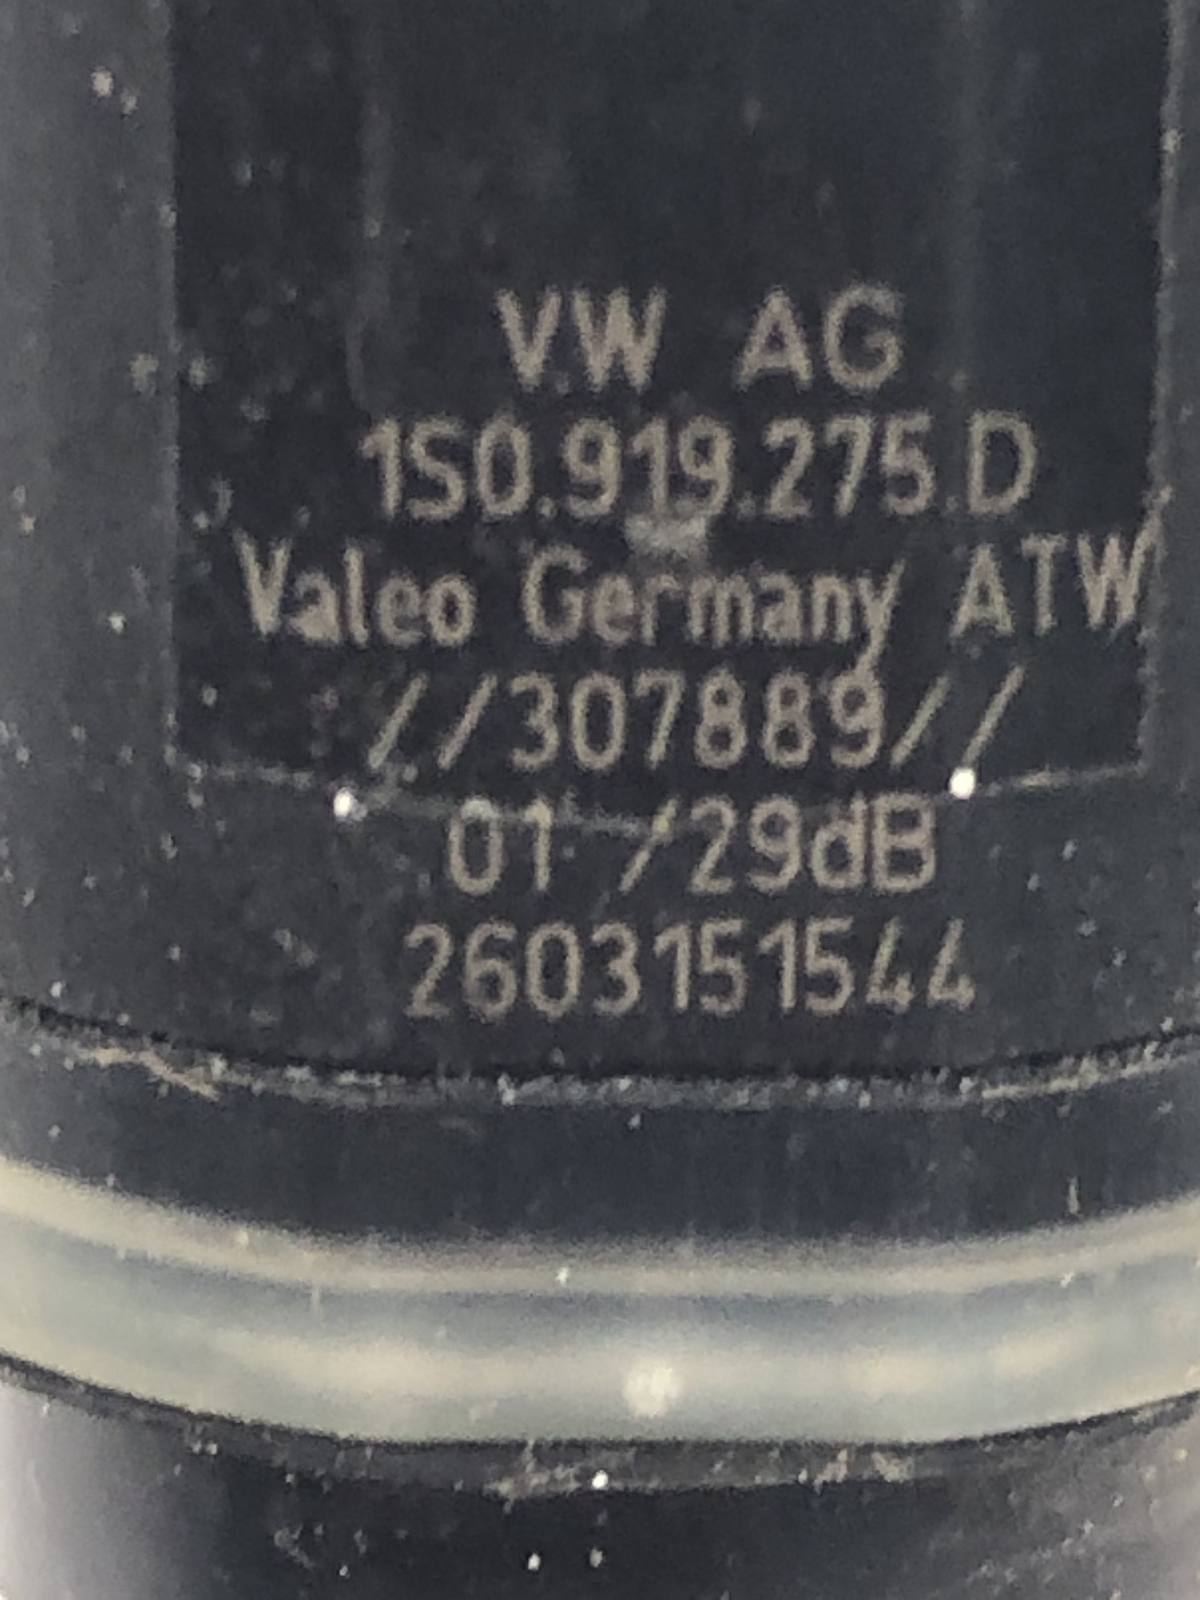 VW AG
1S0.919.275.D
Valeo Germany ATW
//307889//
01 /29dB
2603151544